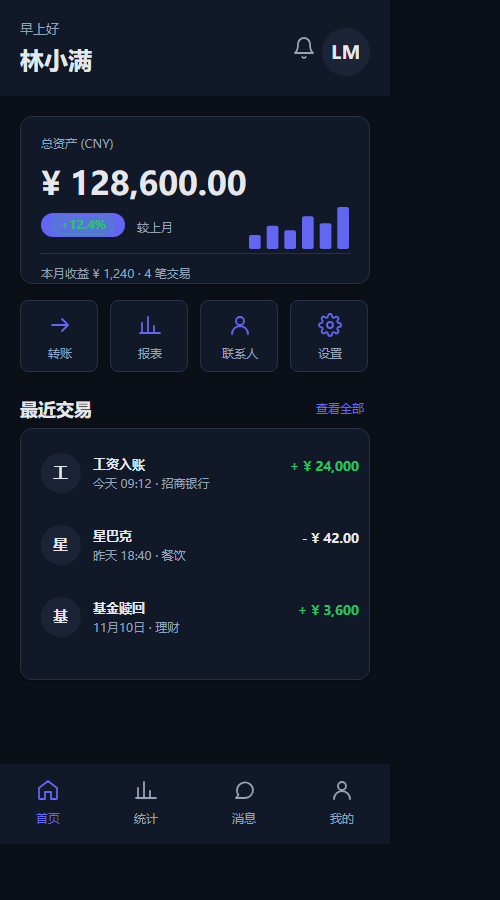 早上好
林小满
LM
总资产 (CNY)
¥ 128,600.00
+12.4%
较上月
本月收益 ¥ 1,240 · 4 笔交易
转账
报表
联系人
设置
最近交易
查看全部
工
工资入账
+ ¥ 24,000
今天 09:12 · 招商银行
星
星巴克
- ¥ 42.00
昨天 18:40 · 餐饮
基
基金赎回
+ ¥ 3,600
11月10日 · 理财
首页
统计
消息
我的